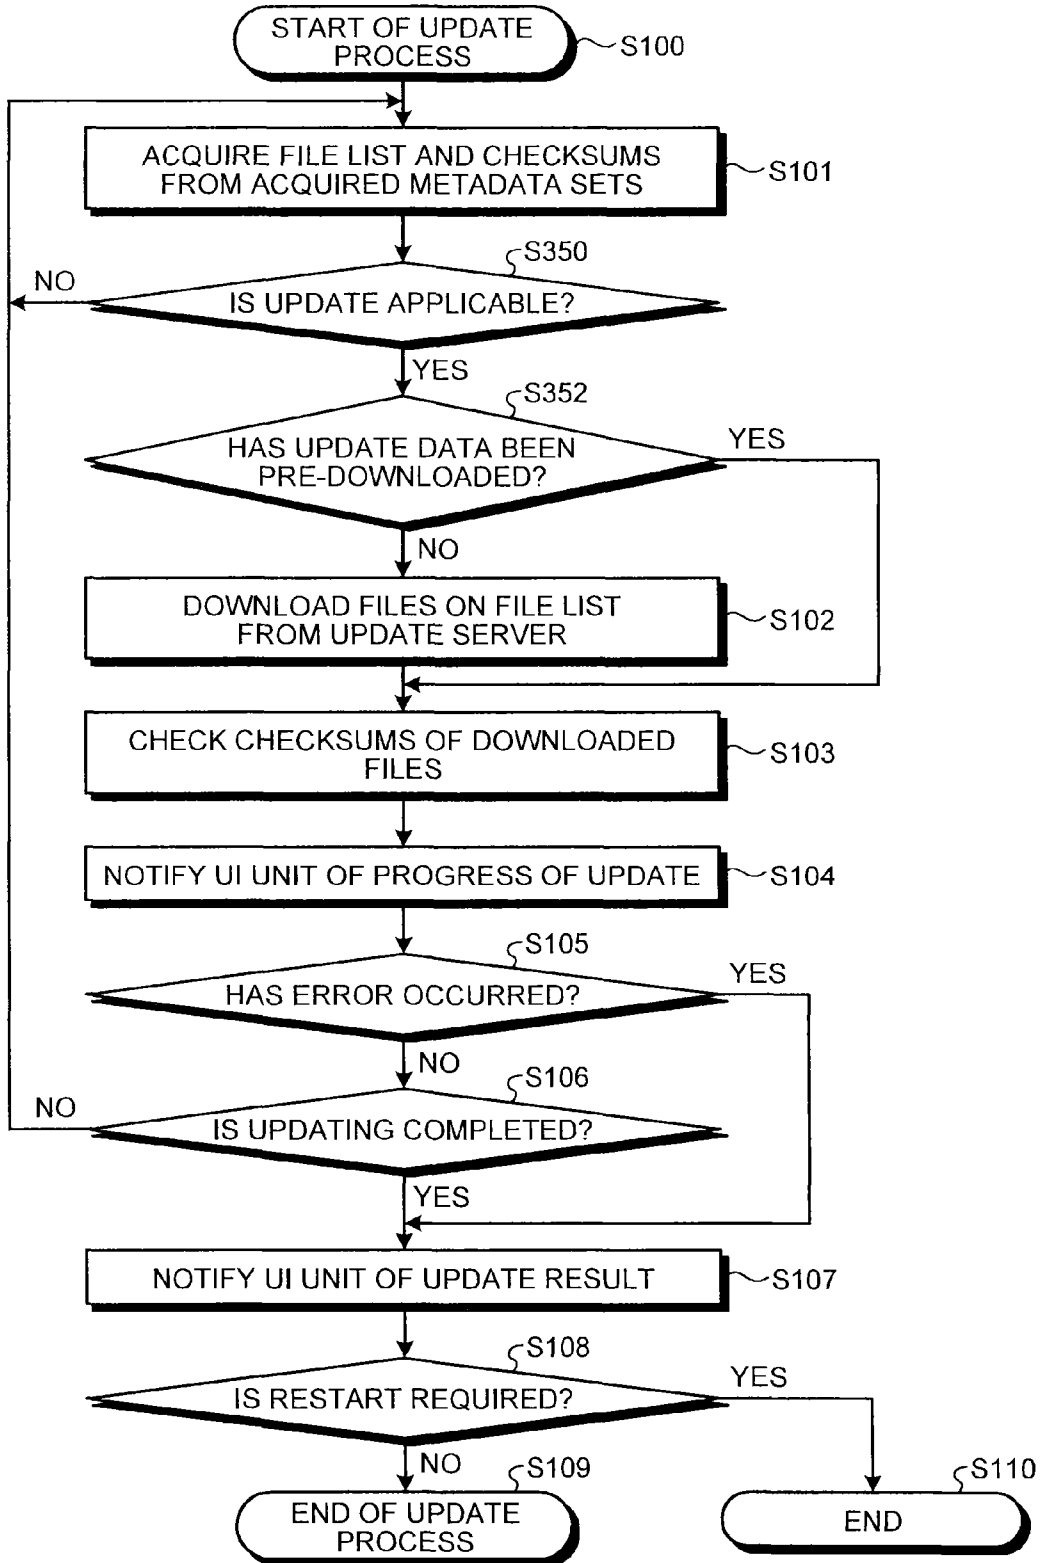 START OF UPDATE
PROCESS
S100
ACQUIRE FILE LIST AND CHECKSUMS
FROM ACQUIRED METADATA SETS
S101
S350
NO
IS UPDATE APPLICABLE?
YES
S352
HAS UPDATE DATA BEEN
PRE-DOWNLOADED?
YES
NO
DOWNLOAD FILES ON FILE LIST
FROM UPDATE SERVER
S102
CHECK CHECKSUMS OF DOWNLOADED
FILES
S103
NOTIFY UI UNIT OF PROGRESS OF UPDATE
S104
S105
YES
HAS ERROR OCCURRED?
NO
S106
NO
IS UPDATING COMPLETED?
YES
NOTIFY UI UNIT OF UPDATE RESULT
S107
S108
YES
IS RESTART REQUIRED?
NO
S109
END OF UPDATE
PROCESS
S110
END